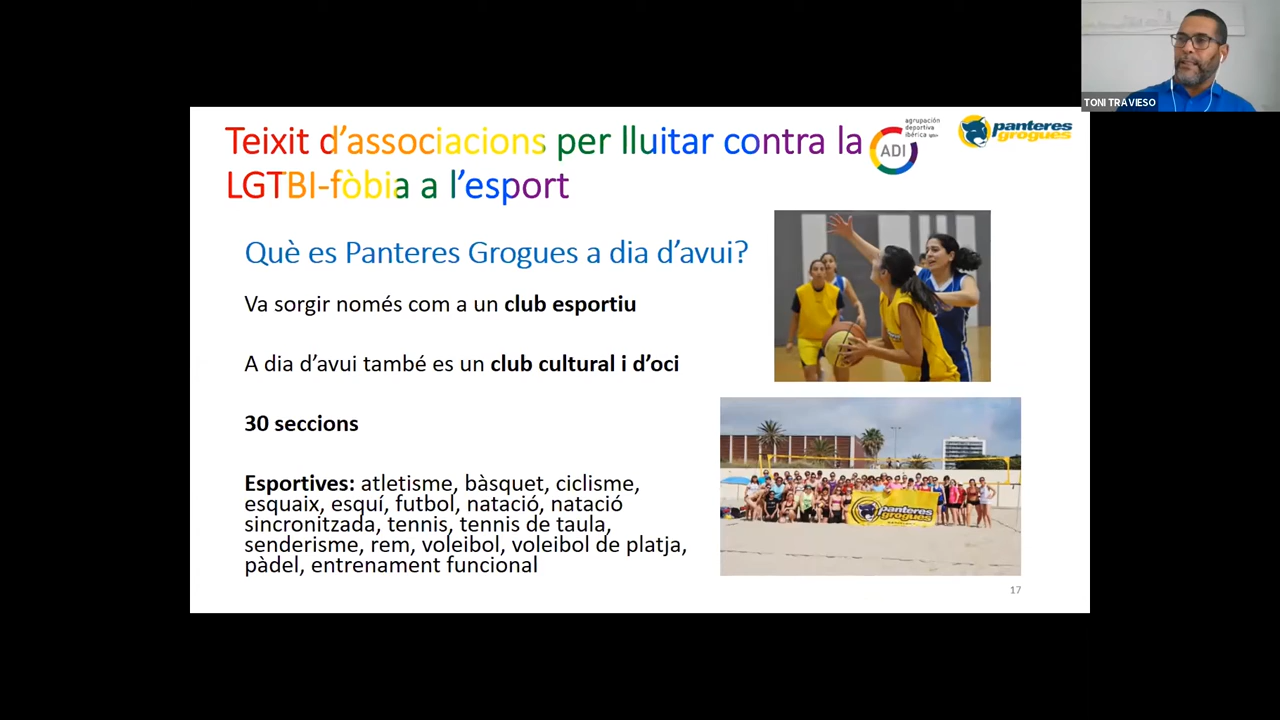 TONI TRAVIESO
Teixit d'associacions per lluitar contra la
LGTBI-fòbia a l'esport
agrupación
deportiva
ibérica
ADI
panteres
grogues
Què es Panteres Grogues a dia d'avui?
Va sorgir només com a un club esportiu
A dia d'avui també es un club cultural i d'oci
30 seccions
Esportives: atletisme, bàsquet, ciclisme,
esquaix, esquí, futbol, natació, natació
sincronitzada, tennis, tennis de taula,
senderisme, rem, voleibol, voleibol de platja,
pàdel, entrenament funcional
panteres
grogues
17